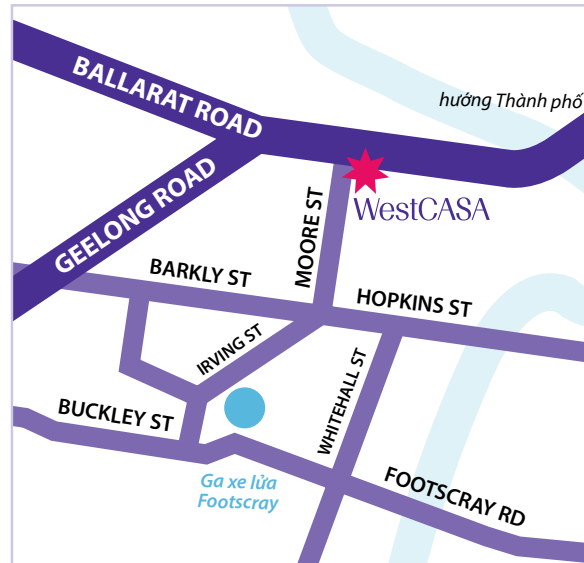 BALLARAT ROAD
hướng Thành phố
GEELONG ROAD
WestCASA
MOORE ST
BARKLY ST
HOPKINS ST
IRVING ST
WHITEHALL ST
BUCKLEY ST
Ga xe lửa
Footscray
FOOTSCRAY RD